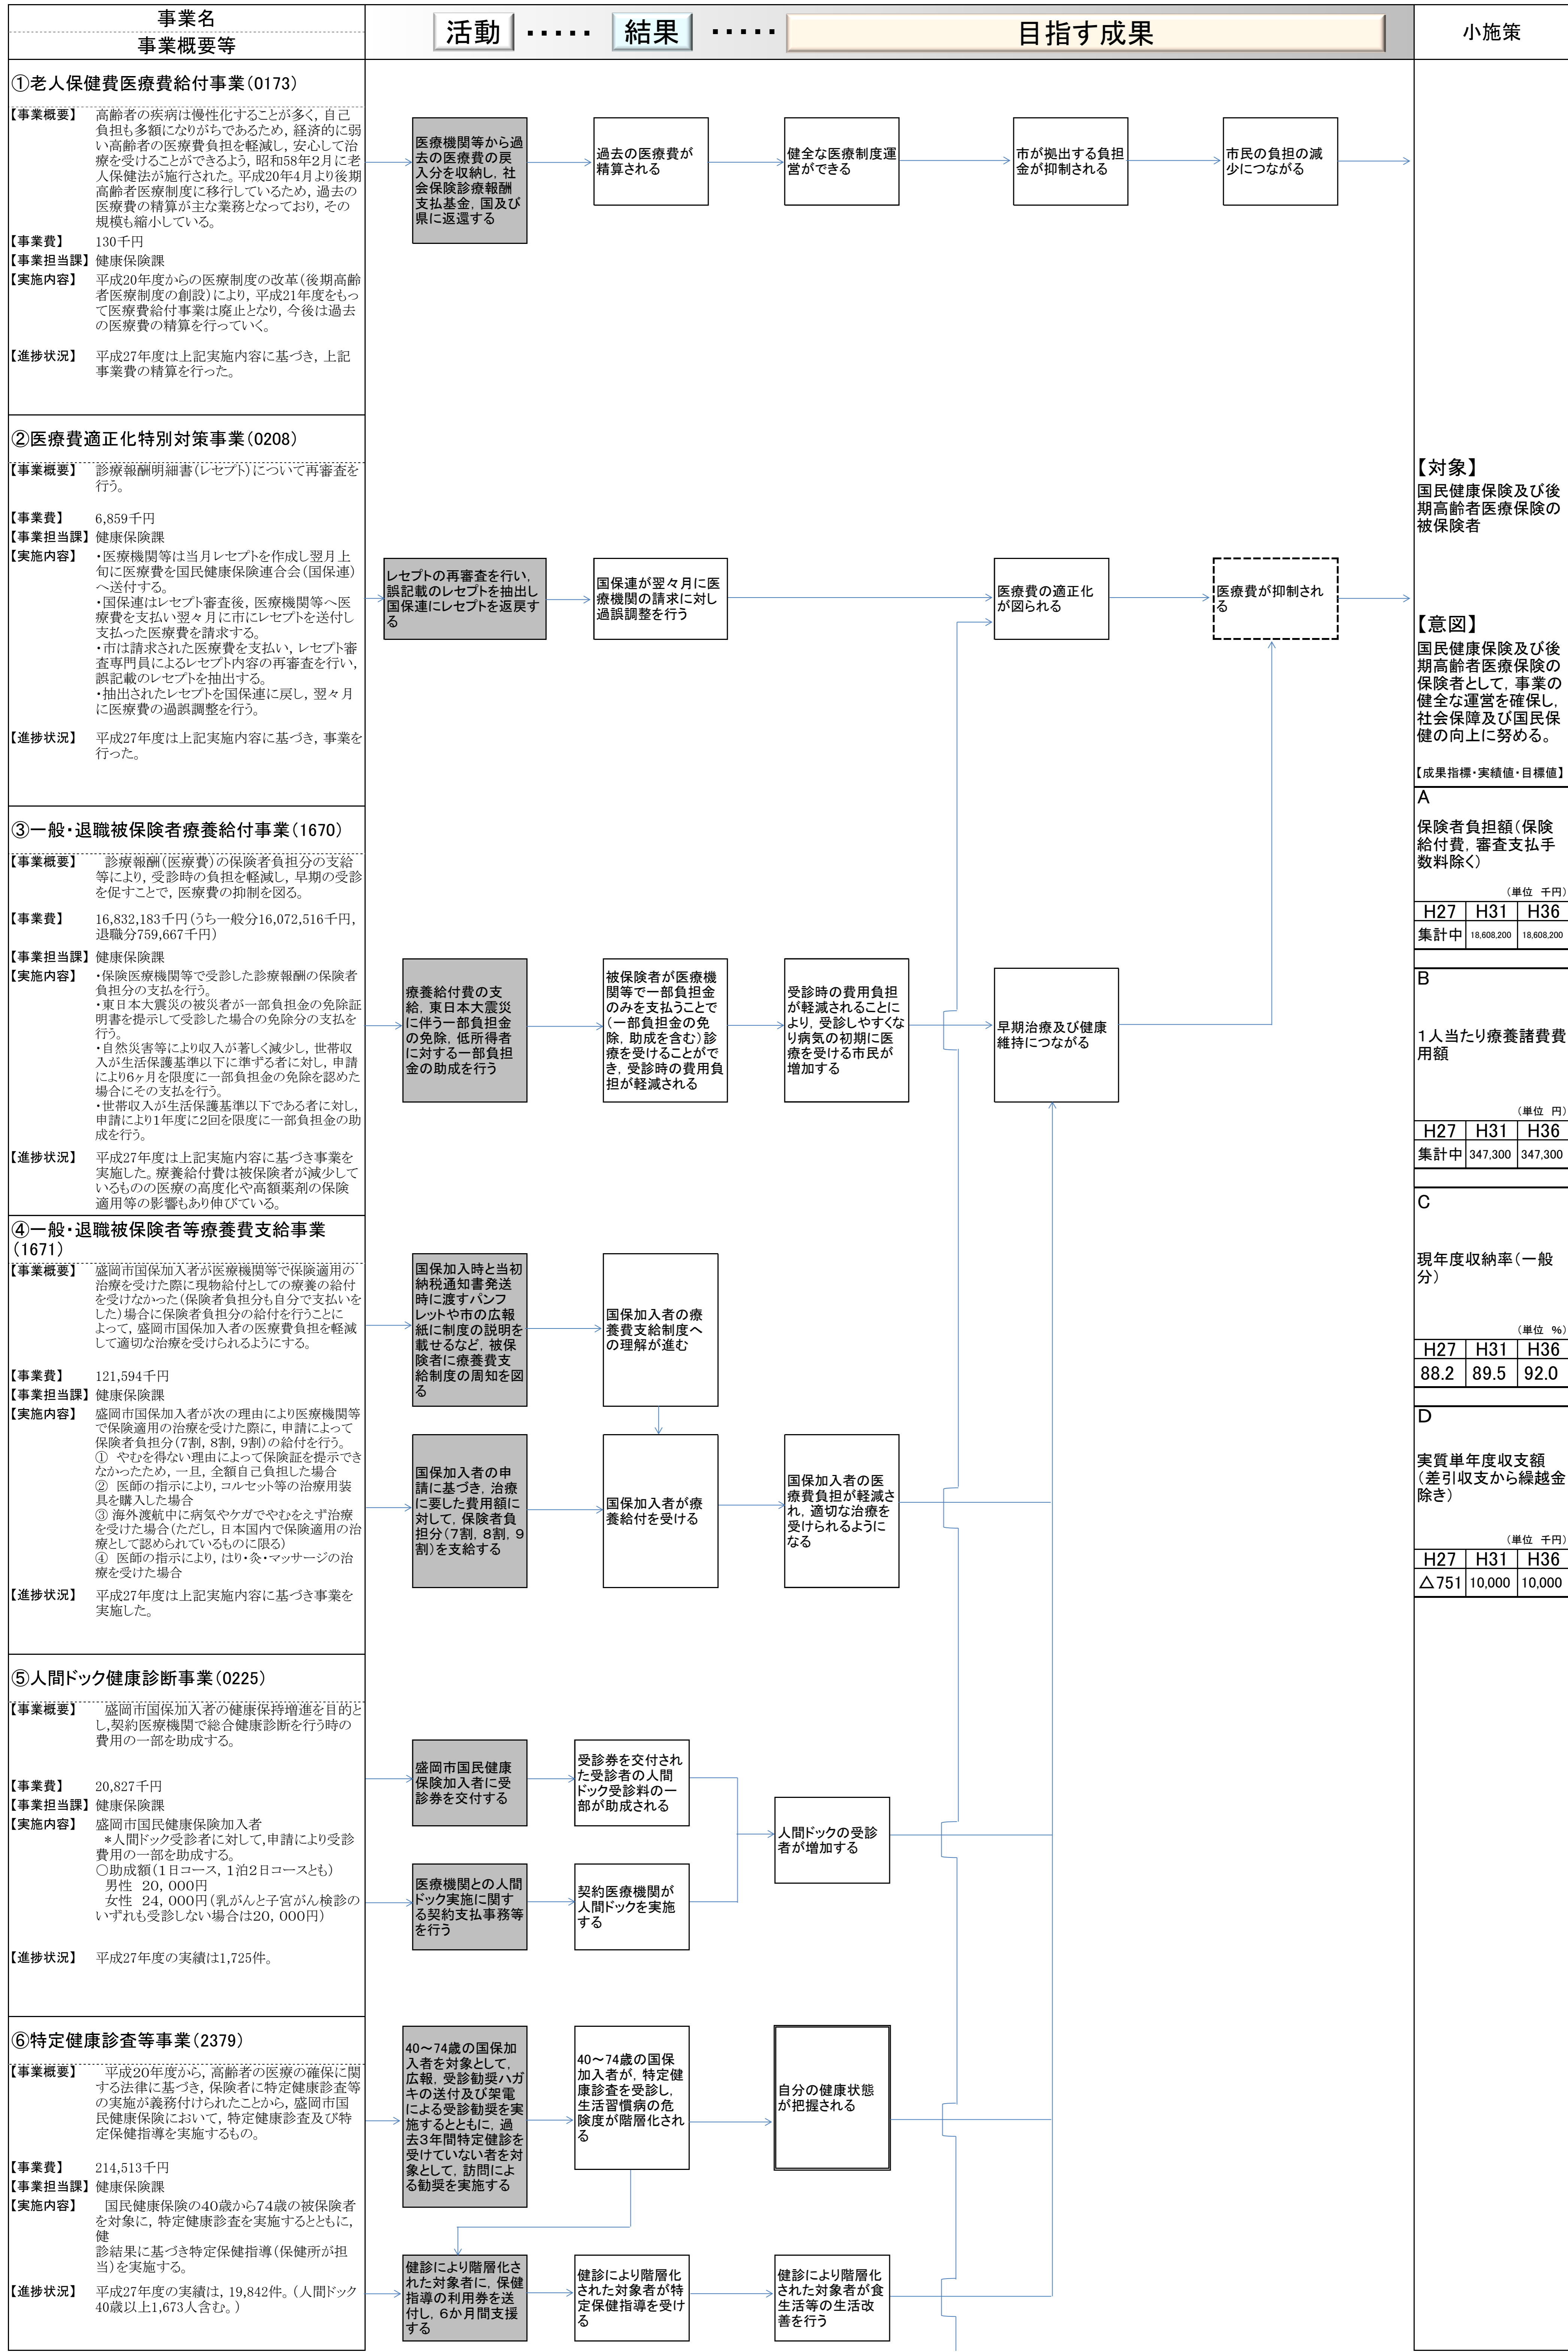 事業名
事業概要等
活動 ・・・・・ 結果 ・・・・・ 目指す成果
小施策
①老人保健費医療費給付事業(0173)
【事業概要】 高齢者の疾病は慢性化することが多く, 自己
負担も多額になりがちであるため, 経済的に弱
い高齢者の医療費負担を軽減し, 安心して治
療を受けることができるよう, 昭和58年2月に老
人保健法が施行された。平成20年4月より後期
高齢者医療制度に移行しているため, 過去の
医療費の精算が主な業務となっており, その
規模も縮小している。
【事業費】 130千円
【事業担当課】 健康保険課
【実施内容】 平成20年度からの医療制度の改革(後期高齢
者医療制度の創設)により, 平成21年度をもっ
て医療費給付事業は廃止となり, 今後は過去
の医療費の精算を行っていく。
【進捗状況】 平成27年度は上記実施内容に基づき, 上記
事業費の精算を行った。
医療機関等から過
去の医療費の戻
入分を収納し, 社
会保険診療報酬
支払基金, 国及び
県に返還する
過去の医療費が
精算される
健全な医療制度運
営ができる
市が拠出する負担
金が抑制される
市民の負担の減
少につながる
②医療費適正化特別対策事業(0208)
【事業概要】 診療報酬明細書(レセプト)について再審査を
行う。
【事業費】 6,859千円
【事業担当課】 健康保険課
【実施内容】 ・医療機関等は当月レセプトを作成し翌月上
旬に医療費を国民健康保険連合会(国保連)
へ送付する。
・国保連はレセプト審査後, 医療機関等へ医
療費を支払い翌々月に市にレセプトを送付し
支払った医療費を請求する。
・市は請求された医療費を支払い, レセプト審
査専門員によるレセプト内容の再審査を行い,
誤記載のレセプトを抽出する。
・抽出されたレセプトを国保連に戻し, 翌々月
に医療費の過誤調整を行う。
【進捗状況】 平成27年度は上記実施内容に基づき, 事業を
行った。
レセプトの再審査を行い,
誤記載のレセプトを抽出し
国保連にレセプトを返戻す
る
国保連が翌々月に医
療機関の請求に対し
過誤調整を行う
医療費の適正化
が図られる
医療費が抑制され
る
③一般・退職被保険者療養給付事業(1670)
【事業概要】 診療報酬(医療費)の保険者負担分の支給
等により, 受診時の負担を軽減し, 早期の受診
を促すことで, 医療費の抑制を図る。
【事業費】 16,832,183千円(うち一般分16,072,516千円,
退職分759,667千円)
【事業担当課】 健康保険課
【実施内容】 ・保険医療機関等で受診した診療報酬の保険者
負担分の支払を行う。
・東日本大震災の被災者が一部負担金の免除証
明書を提示して受診した場合の免除分の支払を
行う。
・自然災害等により収入が著しく減少し, 世帯収
入が生活保護基準以下に準ずる者に対し, 申請
により6ヶ月を限度に一部負担金の免除を認めた
場合にその支払を行う。
・世帯収入が生活保護基準以下である者に対し,
申請により1年度に2回を限度に一部負担金の助
成を行う。
【進捗状況】 平成27年度は上記実施内容に基づき事業を
実施した。療養給付費は被保険者が減少して
いるものの医療の高度化や高額薬剤の保険
適用等の影響もあり伸びている。
療養給付費の支
給, 東日本大震災
に伴う一部負担金
の免除, 低所得者
に対する一部負担
金の助成を行う
被保険者が医療機
関等で一部負担金
のみを支払うことで
(一部負担金の免
除, 助成を含む)診
療を受けることがで
き, 受診時の費用負
担が軽減される
受診時の費用負担
が軽減されることに
より, 受診しやすくな
り病気の初期に医
療を受ける市民が
増加する
早期治療及び健康
維持につながる
④一般・退職被保険者等療養費支給事業
(1671)
【事業概要】 盛岡市国保加入者が医療機関等で保険適用の
治療を受けた際に現物給付としての療養の給付
を受けなかった(保険者負担分も自分で支払いを
した)場合に保険者負担分の給付を行うことに
よって, 盛岡市国保加入者の医療費負担を軽減
して適切な治療を受けられるようにする。
【事業費】 121,594千円
【事業担当課】 健康保険課
【実施内容】 盛岡市国保加入者が次の理由により医療機関等
で保険適用の治療を受けた際に, 申請によって
保険者負担分(7割, 8割, 9割)の給付を行う。
① やむを得ない理由によって保険証を提示でき
なかったため, 一旦, 全額自己負担した場合
② 医師の指示により, コルセット等の治療用装
具を購入した場合
③ 海外渡航中に病気やケガでやむをえず治療
を受けた場合(ただし, 日本国内で保険適用の治
療として認められているものに限る)
④ 医師の指示により, はり・灸・マッサージの治
療を受けた場合
【進捗状況】 平成27年度は上記実施内容に基づき事業を
実施した。
国保加入時と当初
納税通知書発送
時に渡すパンフ
レットや市の広報
紙に制度の説明を
載せるなど, 被保
険者に療養費支
給制度の周知を図
る
国保加入者の療
養費支給制度へ
の理解が進む
国保加入者の申
請に基づき, 治療
に要した費用額に
対して, 保険者負
担分(7割, 8割, 9
割)を支給する
国保加入者が療
養給付を受ける
国保加入者の医
療費負担が軽減さ
れ, 適切な治療を
受けられるように
なる
⑤人間ドック健康診断事業(0225)
【事業概要】 盛岡市国保加入者の健康保持増進を目的と
し,契約医療機関で総合健康診断を行う時の
費用の一部を助成する。
【事業費】 20,827千円
【事業担当課】 健康保険課
【実施内容】 盛岡市国民健康保険加入者
*人間ドック受診者に対して,申請により受診
費用の一部を助成する。
○助成額(1日コース, 1泊2日コースとも)
男性 20, 000円
女性 24, 000円(乳がんと子宮がん検診の
いずれも受診しない場合は20, 000円)
【進捗状況】 平成27年度の実績は1,725件。
盛岡市国民健康
保険加入者に受
診券を交付する
受診券を交付され
た受診者の人間
ドック受診料の一
部が助成される
人間ドックの受診
者が増加する
医療機関との人間
ドック実施に関す
る契約支払事務等
を行う
契約医療機関が
人間ドックを実施
する
⑥特定健康診査等事業(2379)
【事業概要】 平成20年度から, 高齢者の医療の確保に関
する法律に基づき, 保険者に特定健康診査等
の実施が義務付けられたことから, 盛岡市国
民健康保険において, 特定健康診査及び特
定保健指導を実施するもの。
【事業費】 214,513千円
【事業担当課】 健康保険課
【実施内容】 国民健康保険の40歳から74歳の被保険者
を対象に, 特定健康診査を実施するとともに,
健
診結果に基づき特定保健指導(保健所が担
当)を実施する。
【進捗状況】 平成27年度の実績は, 19,842件。(人間ドック
40歳以上1,673人含む。)
40～74歳の国保加
入者を対象として,
広報, 受診勧奨ハガ
キの送付及び架電
による受診勧奨を実
施するとともに, 過
去3年間特定健診を
受けていない者を対
象として, 訪問によ
る勧奨を実施する
40～74歳の国保
加入者が, 特定健
康診査を受診し,
生活習慣病の危
険度が階層化され
る
自分の健康状態
が把握される
健診により階層化さ
れた対象者に, 保健
指導の利用券を送
付し, 6か月間支援
する
健診により階層化
された対象者が特
定保健指導を受け
る
健診により階層化
された対象者が食
生活等の生活改
善を行う
【対象】
国民健康保険及び後
期高齢者医療保険の
被保険者
【意図】
国民健康保険及び後
期高齢者医療保険の
保険者として, 事業の
健全な運営を確保し,
社会保障及び国民保
健の向上に努める。
【成果指標・実績値・目標値】
A
保険者負担額(保険
給付費, 審査支払手
数料除く)
(単位 千円)
H27 H31 H36
集計中 18,608,200 18,608,200
B
1人当たり療養諸費費
用額
(単位 円)
H27 H31 H36
集計中 347,300 347,300
C
現年度収納率(一般
分)
(単位 %)
H27 H31 H36
88.2 89.5 92.0
D
実質単年度収支額
(差引収支から繰越金
除き)
(単位 千円)
H27 H31 H36
△751 10,000 10,000